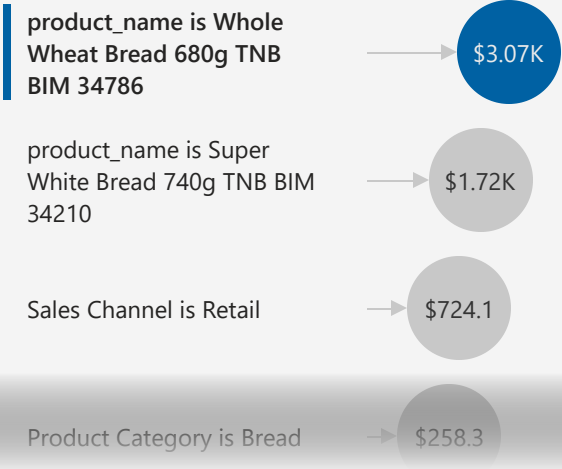 product_name is Whole
Wheat Bread 680g TNB
BIM 34786
$3.07K
product_name is Super
White Bread 740g TNB BIM
34210
$1.72K
Sales Channel is Retail
$724.1
Product Category is Bread
$258.3